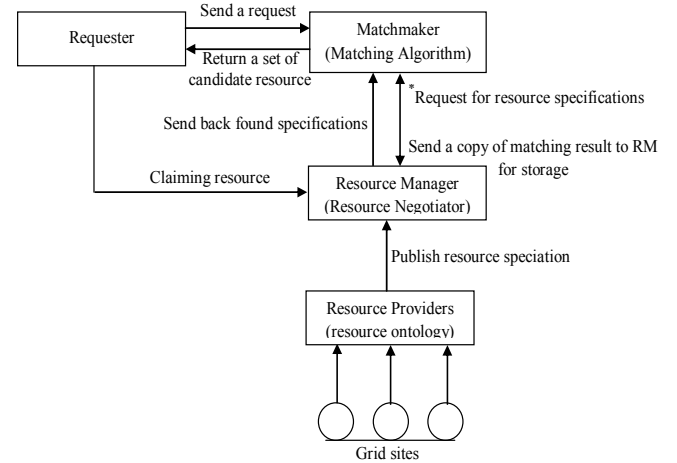 Send a request
Requester
Matchmaker
(Matching Algorithm)
Return a set of
candidate resource
*Request for resource specifications
Send back found specifications
Send a copy of matching result to RM
for storage
Claiming resource
Resource Manager
(Resource Negotiator)
Publish resource speciation
Resource Providers
(resource ontology)
Grid sites